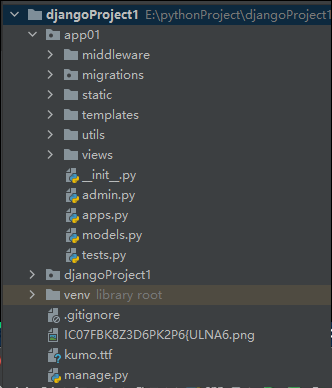 djangoProject1 E:\pythonProject\djangoProject1
app01
middleware
migrations
static
templates
utils
views
__init__.py
admin.py
apps.py
models.py
tests.py
djangoProject1
venv library root
.gitignore
IC07FBK8Z3D6PK2P6{ULNA6.png
kumo.ttf
manage.py